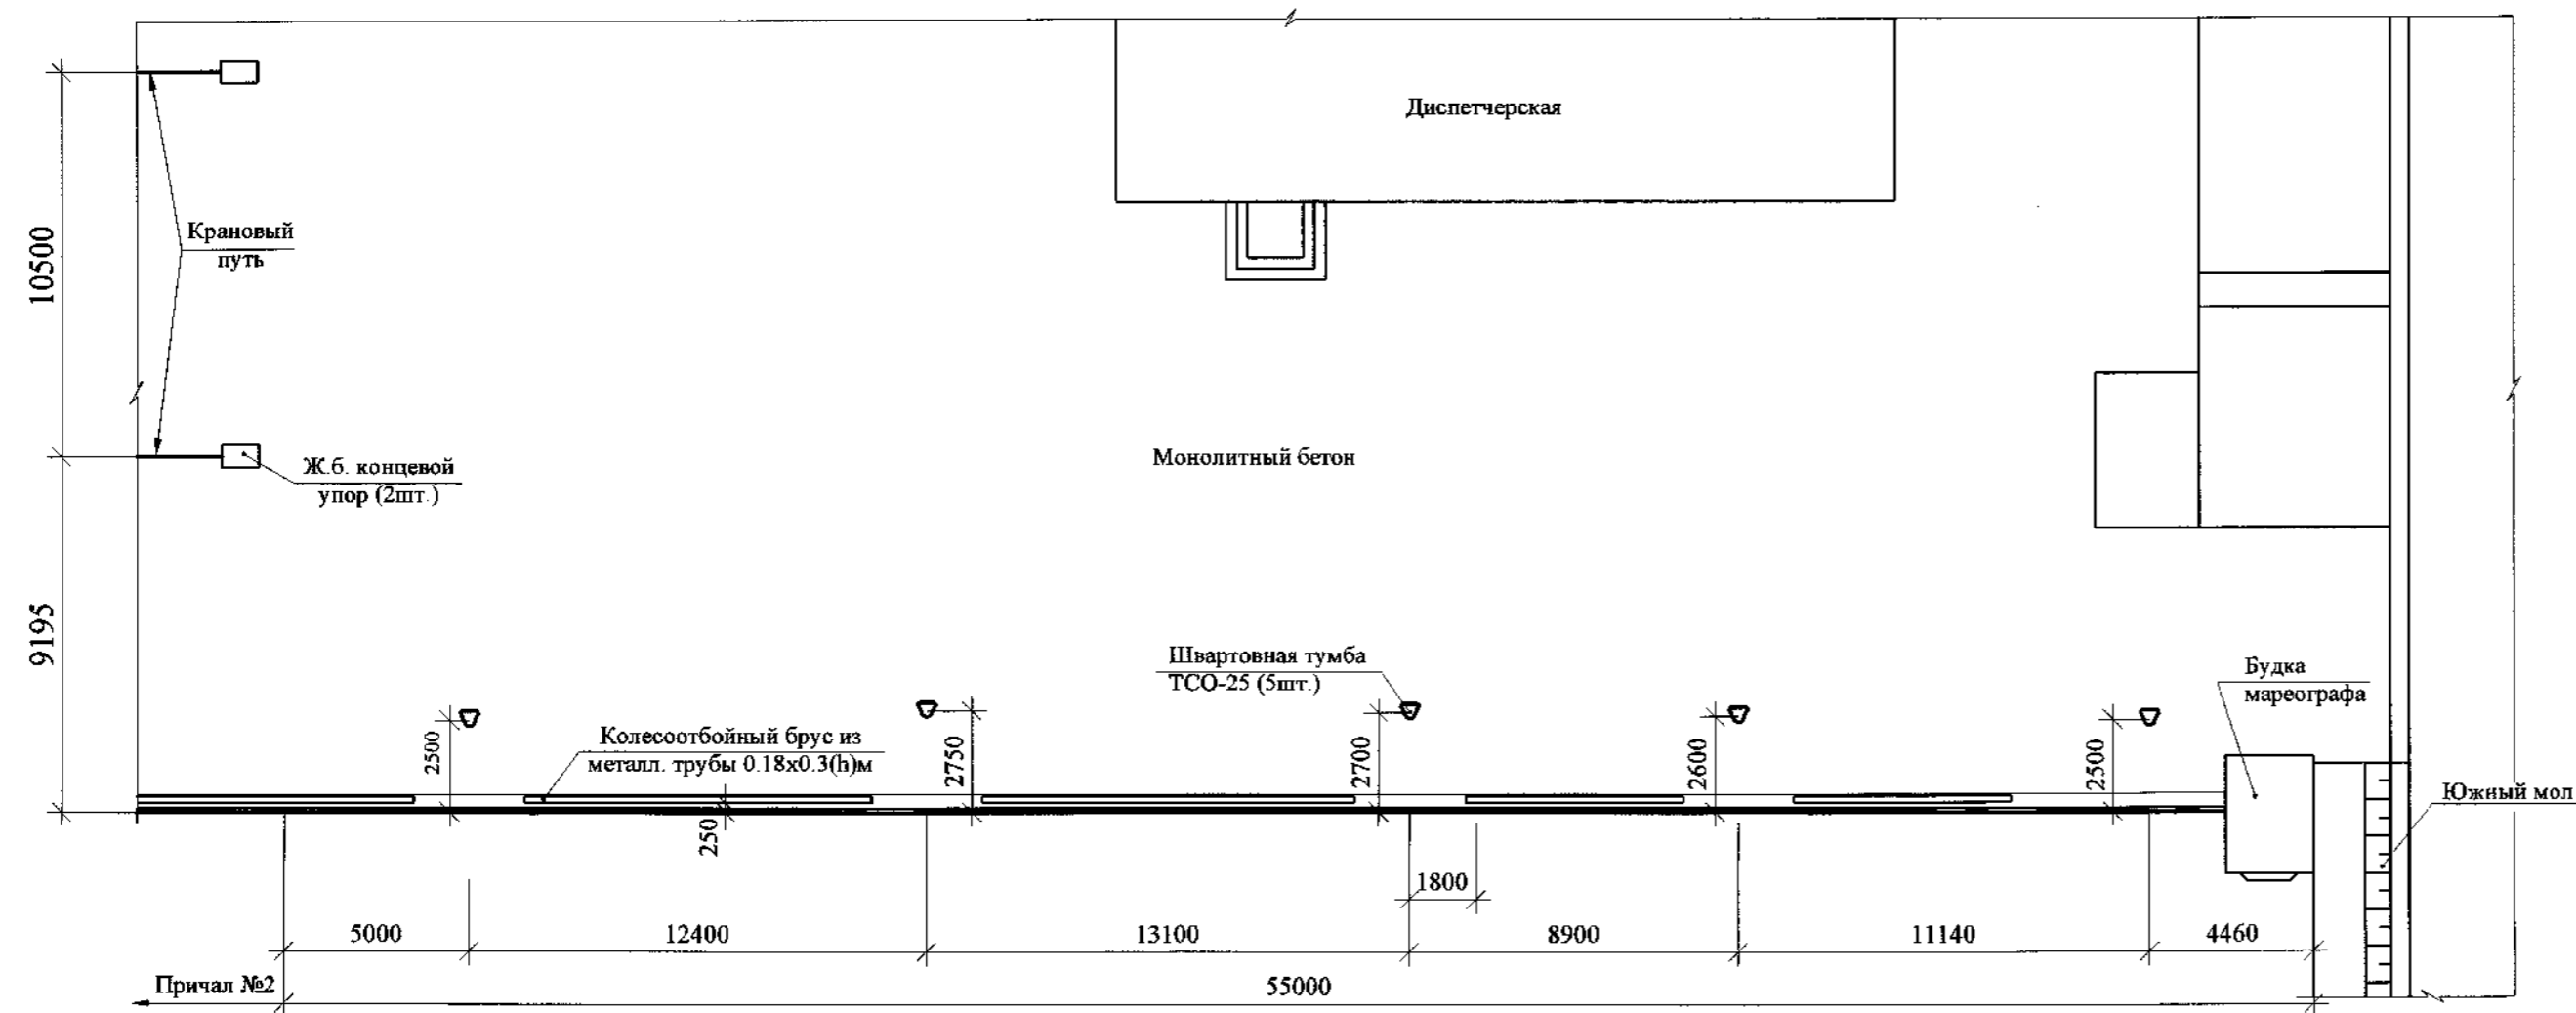 Диспетчерская
10500
Крановый
путь
Монолитный бетон
Ж.б. концевой
упор (2шт.)
9195
Швартовная тумба
ТСО-25 (5шт.)
Будка
мареографа
2500
Колесоотбойный брус из
металл. трубы 0.18х0.3(h)м
2750
2700
2600
2500
Южный мол
250
1800
5000
12400
13100
8900
11140
4460
Причал №2
55000